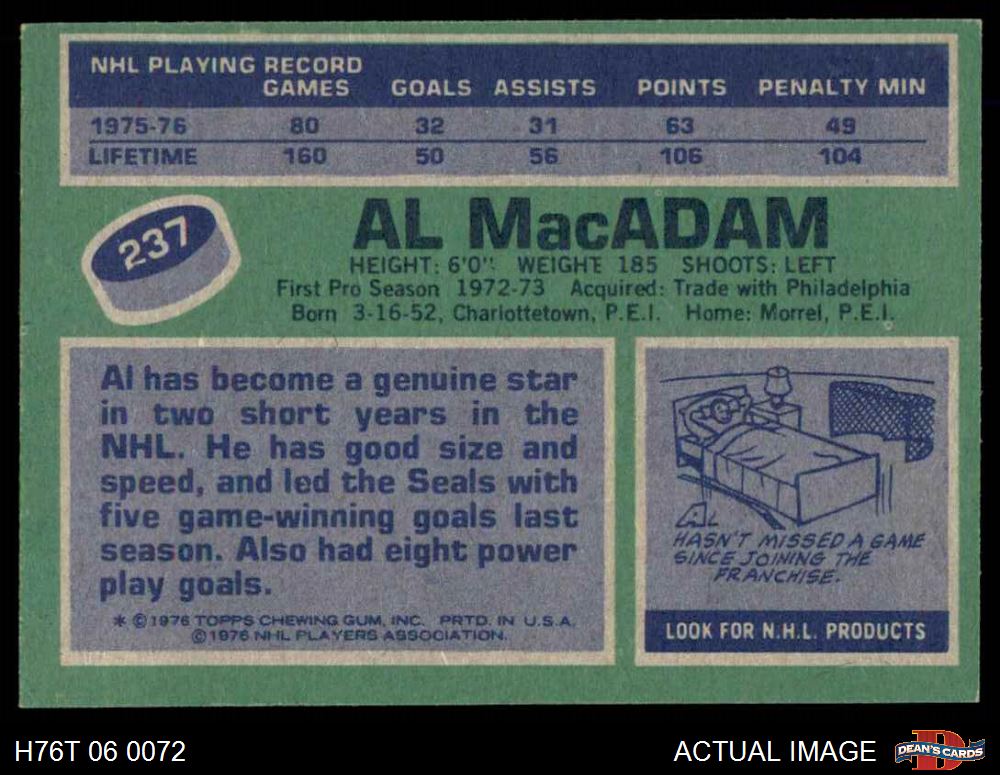 NHL PLAYING RECORD
GAMES GOALS ASSISTS POINTS PENALTY MIN
1975-76 80 32 31 63 49
LIFETIME 160 50 56 106 104
237
AL MacADAM
HEIGHT: 6'0" WEIGHT 185 SHOOTS: LEFT
First Pro Season 1972-73 Acquired: Trade with Philadelphia
Born 3-16-52, Charlottetown, P.E.I. Home: Morrel, P.E.I.
Al has become a genuine star
in two short years in the
NHL. He has good size and
speed, and led the Seals with
five game-winning goals last
season. Also had eight power
play goals.
* ©1976 TOPPS CHEWING GUM, INC. PRTD. IN U.S.A.
©1976 NHL PLAYERS ASSOCIATION.
AL
HASN'T MISSED A GAME
SINCE JOINING THE
FRANCHISE.
LOOK FOR N.H.L. PRODUCTS
H76T 06 0072
ACTUAL IMAGE
D
DEAN'S CARDS